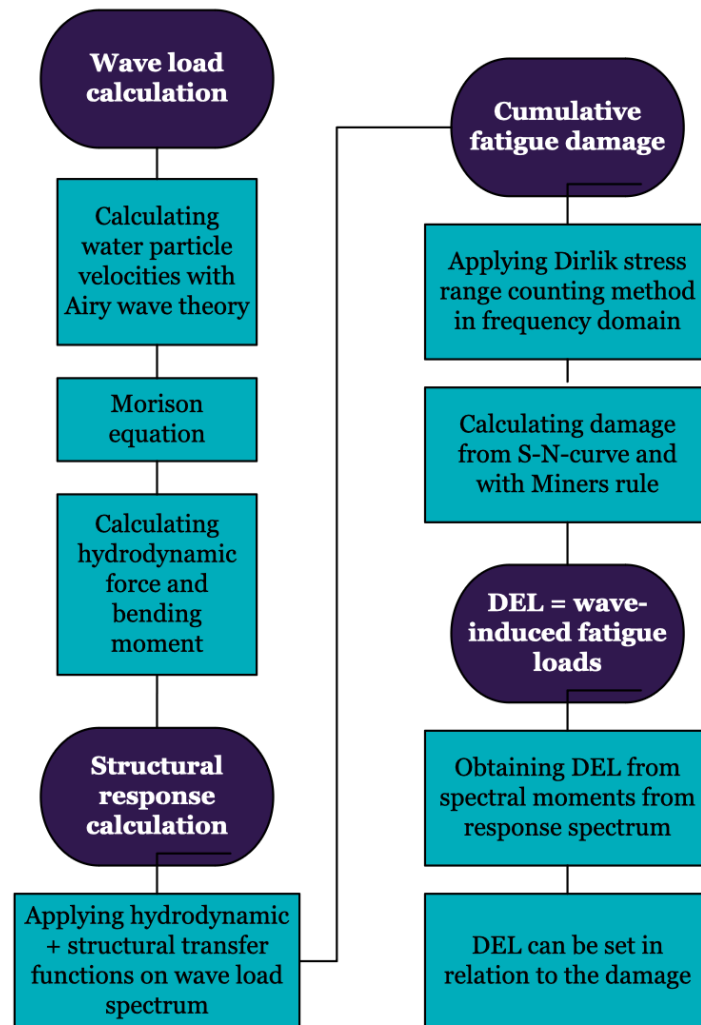 Wave load
calculation
Calculating
water particle
velocities with
Airy wave theory
Morison
equation
Calculating
hydrodynamic
force and
bending
moment
Structural
response
calculation
Applying hydrodynamic
+ structural transfer
functions on wave load
spectrum
Cumulative
fatigue damage
Applying Dirlik stress
range counting method
in frequency domain
Calculating damage
from S-N-curve and
with Miners rule
DEL = wave-
induced fatigue
loads
Obtaining DEL from
spectral moments from
response spectrum
DEL can be set in
relation to the damage